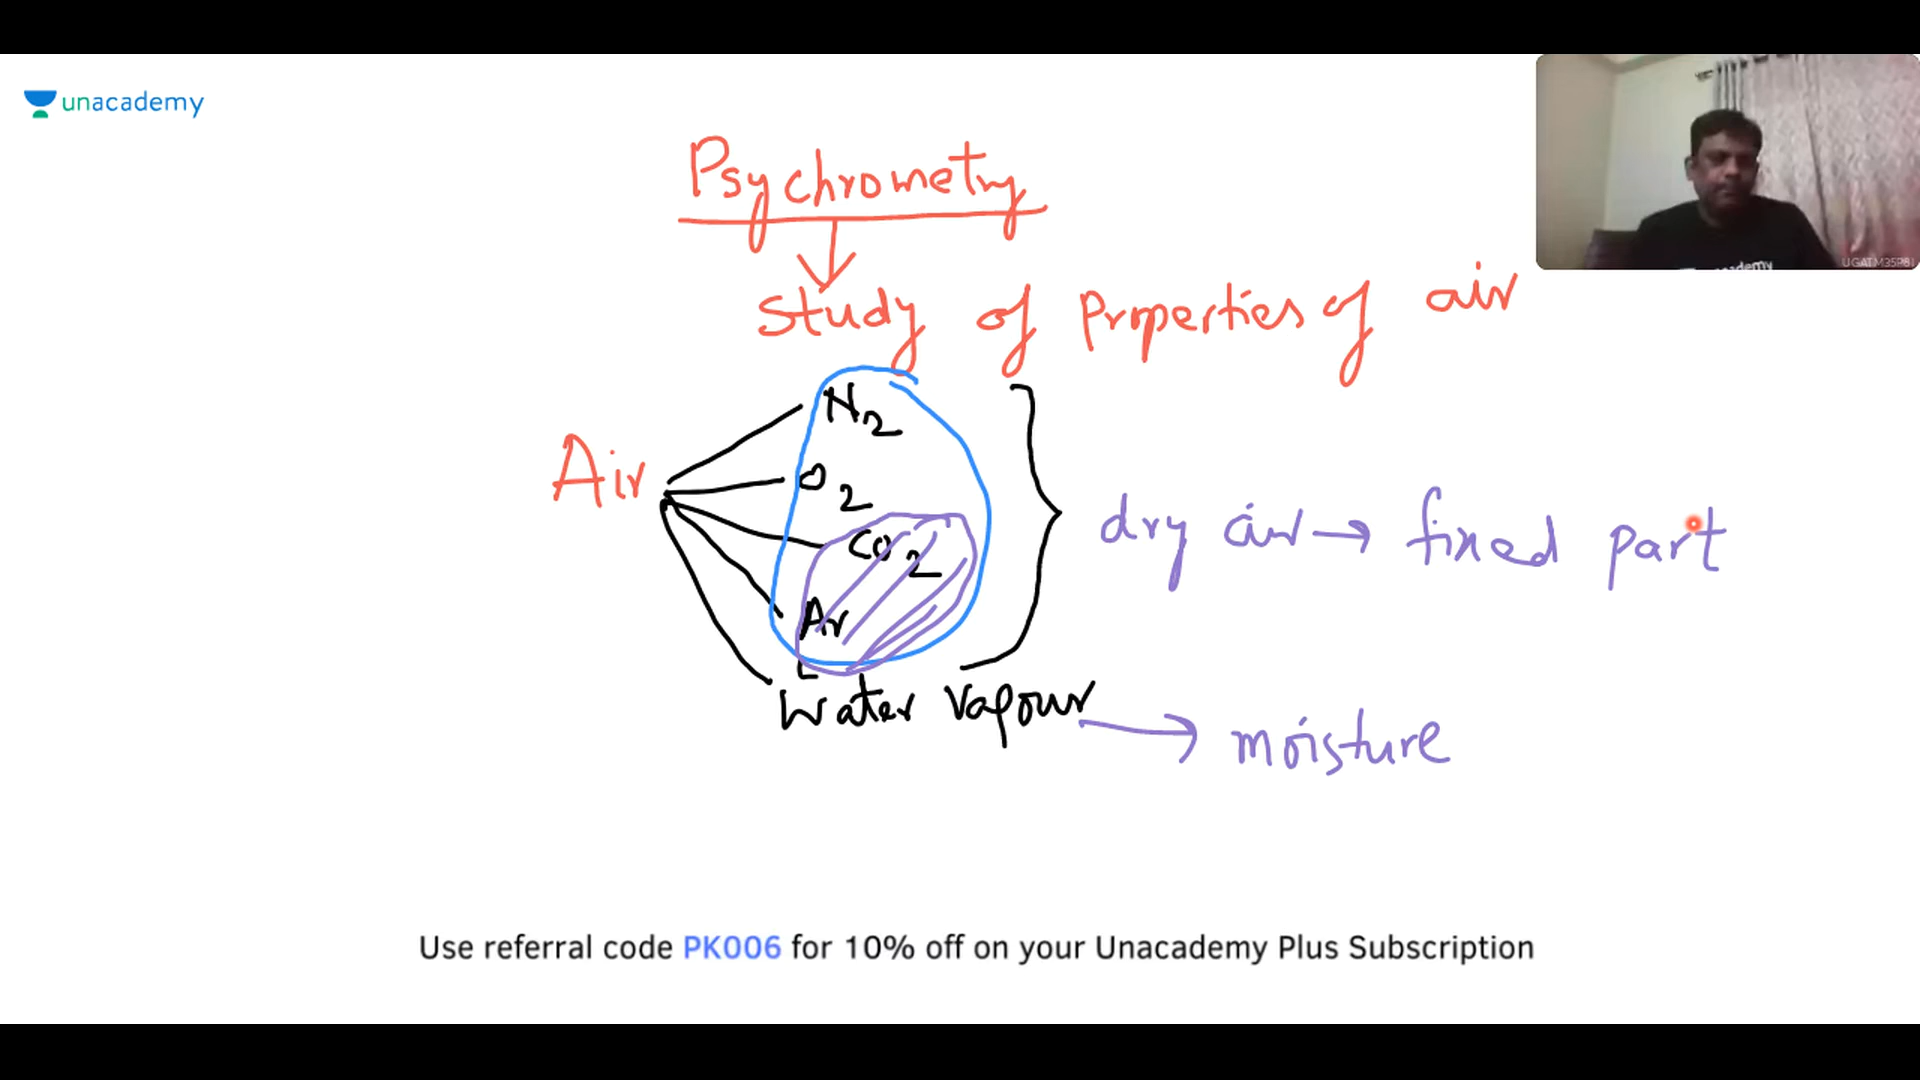 unacademy
Psychrometry
Study of Properties of air
Air
N2
O2
CO2
Ar
dry air → fixed part
Water vapour → moisture
Use referral code PK006 for 10% off on your Unacademy Plus Subscription